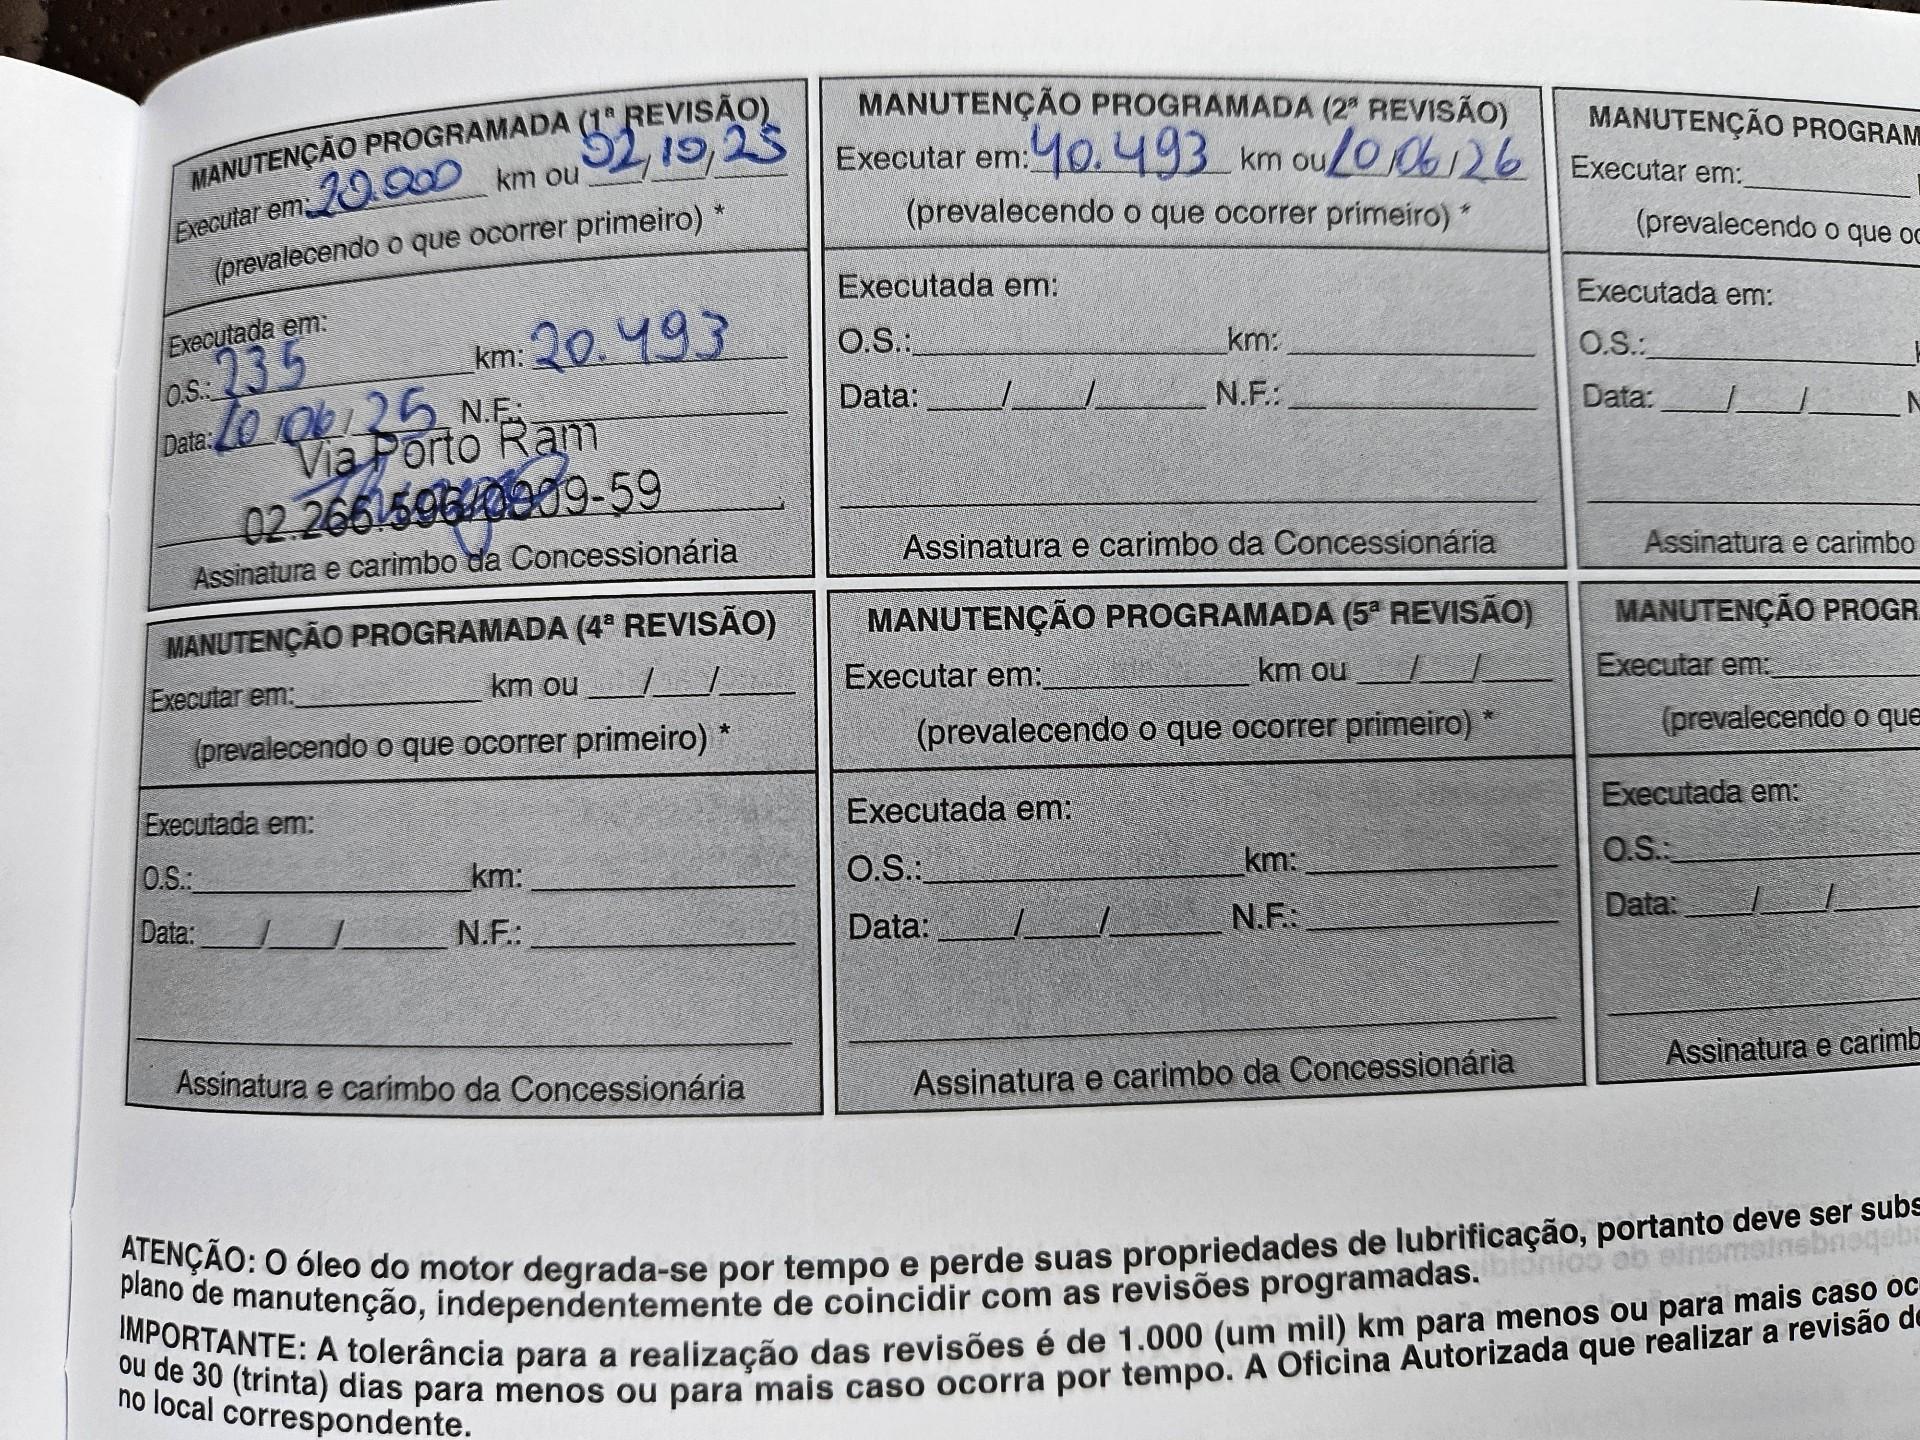 MANUTENÇÃO PROGRAMADA (1ª REVISÃO)
Executar em: 20.000 km ou 02/10/25
(prevalecendo o que ocorrer primeiro) *
Executada em:
O.S.: 235 km: 20.493
Data: 10/06/25 N.F.:
Via Porto Ram
02.266.596/0009-59
Assinatura e carimbo da Concessionária
MANUTENÇÃO PROGRAMADA (2ª REVISÃO)
Executar em: 40.493 km ou 10/06/26
(prevalecendo o que ocorrer primeiro) *
Executada em:
O.S.: km:
Data: / / N.F.:
Assinatura e carimbo da Concessionária
MANUTENÇÃO PROGRAM
Executar em:
(prevalecendo o que oc
Executada em:
O.S.:
Data: / / N
Assinatura e carimbo
MANUTENÇÃO PROGRAMADA (4ª REVISÃO)
Executar em: km ou / /
(prevalecendo o que ocorrer primeiro) *
Executada em:
O.S.: km:
Data: / / N.F.:
Assinatura e carimbo da Concessionária
MANUTENÇÃO PROGRAMADA (5ª REVISÃO)
Executar em: km ou / /
(prevalecendo o que ocorrer primeiro) *
Executada em:
O.S.: km:
Data: / / N.F.:
Assinatura e carimbo da Concessionária
MANUTENÇÃO PROGR
Executar em:
(prevalecendo o que
Executada em:
O.S.:
Data: / /
Assinatura e carimb
ATENÇÃO: O óleo do motor degrada-se por tempo e perde suas propriedades de lubrificação, portanto deve ser subs
plano de manutenção, independentemente de coincidir com as revisões programadas.
IMPORTANTE: A tolerância para a realização das revisões é de 1.000 (um mil) km para menos ou para mais caso oc
ou de 30 (trinta) dias para menos ou para mais caso ocorra por tempo. A Oficina Autorizada que realizar a revisão de
no local correspondente.